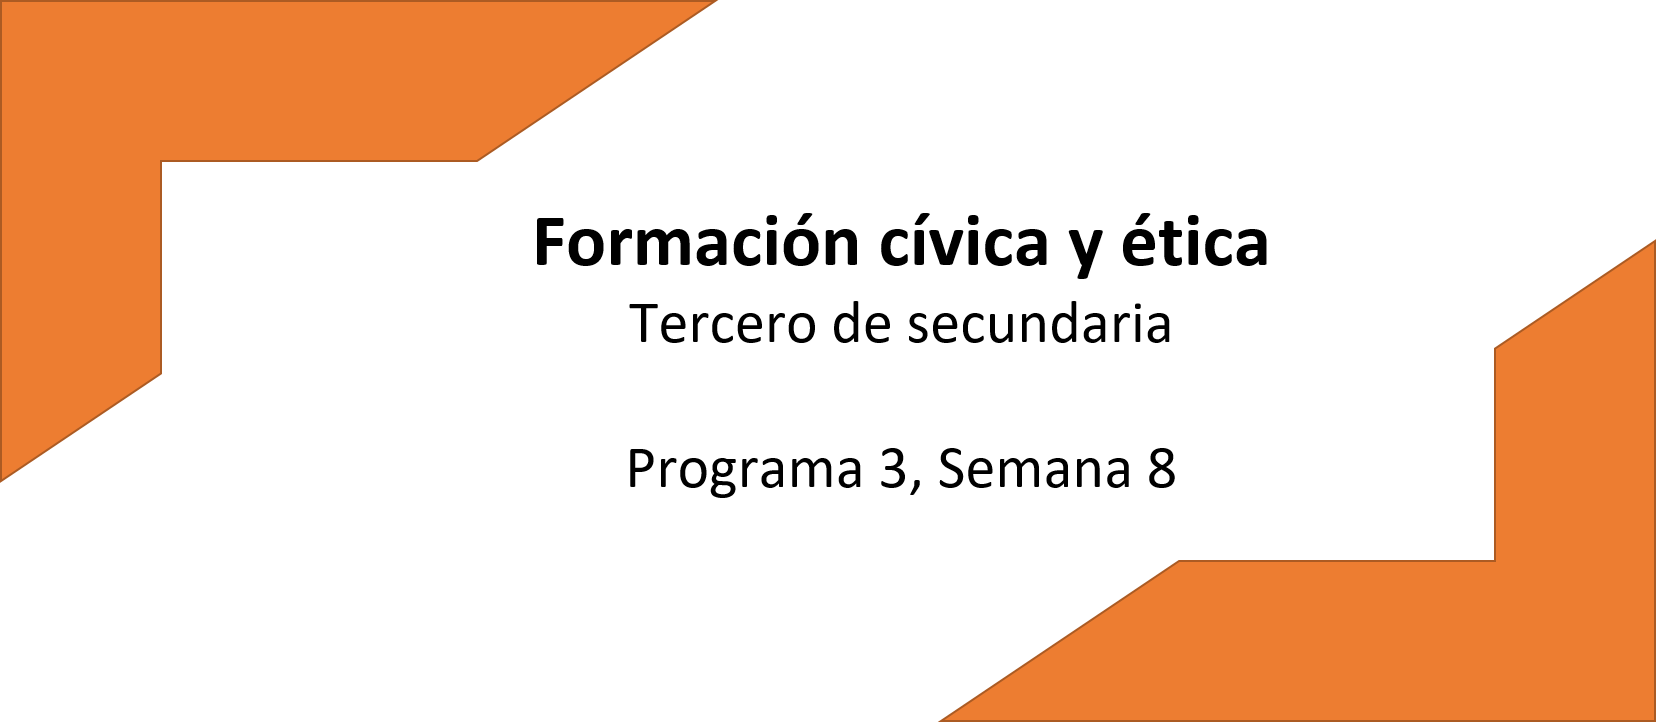 Formación cívica y ética
Tercero de secundaria
Programa 3, Semana 8